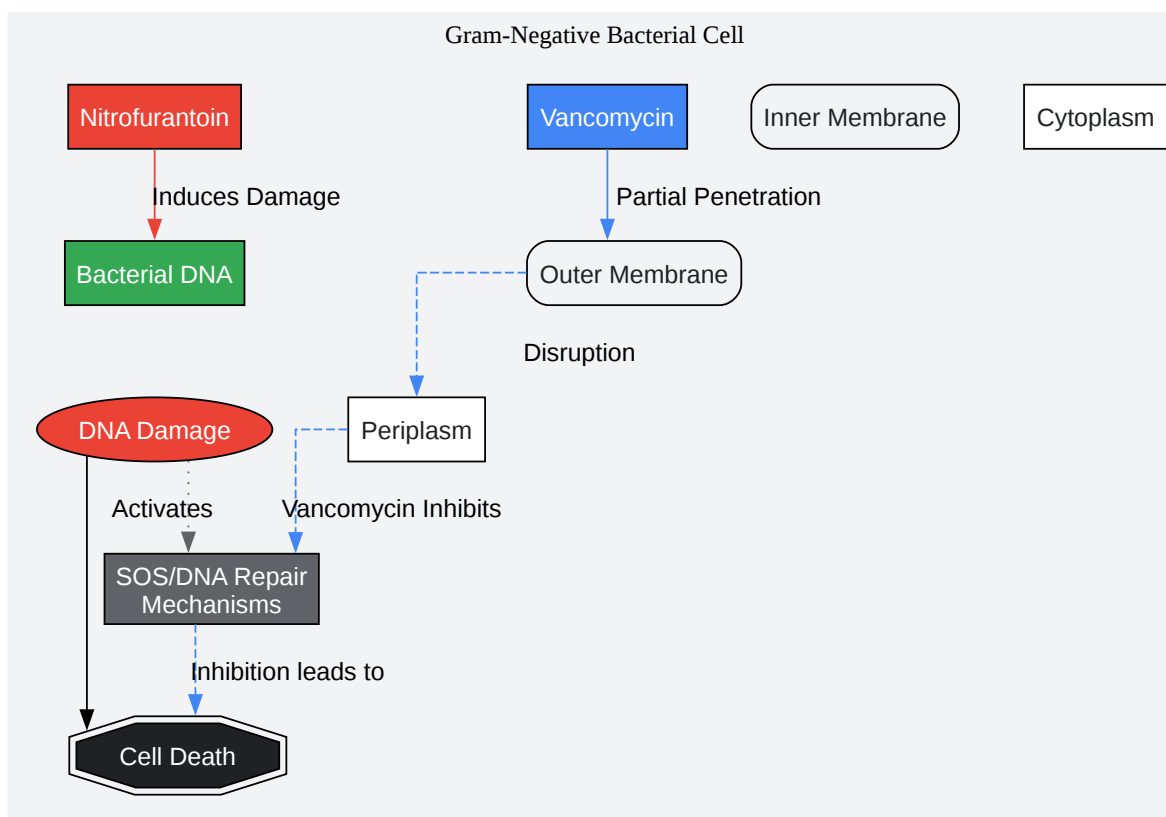 Gram-Negative Bacterial Cell
Nitrofurantoin
Vancomycin
Inner Membrane
Cytoplasm
Induces Damage
Partial Penetration
Bacterial DNA
Outer Membrane
Disruption
DNA Damage
Periplasm
Activates
Vancomycin Inhibits
SOS/DNA Repair
Mechanisms
Inhibition leads to
Cell Death